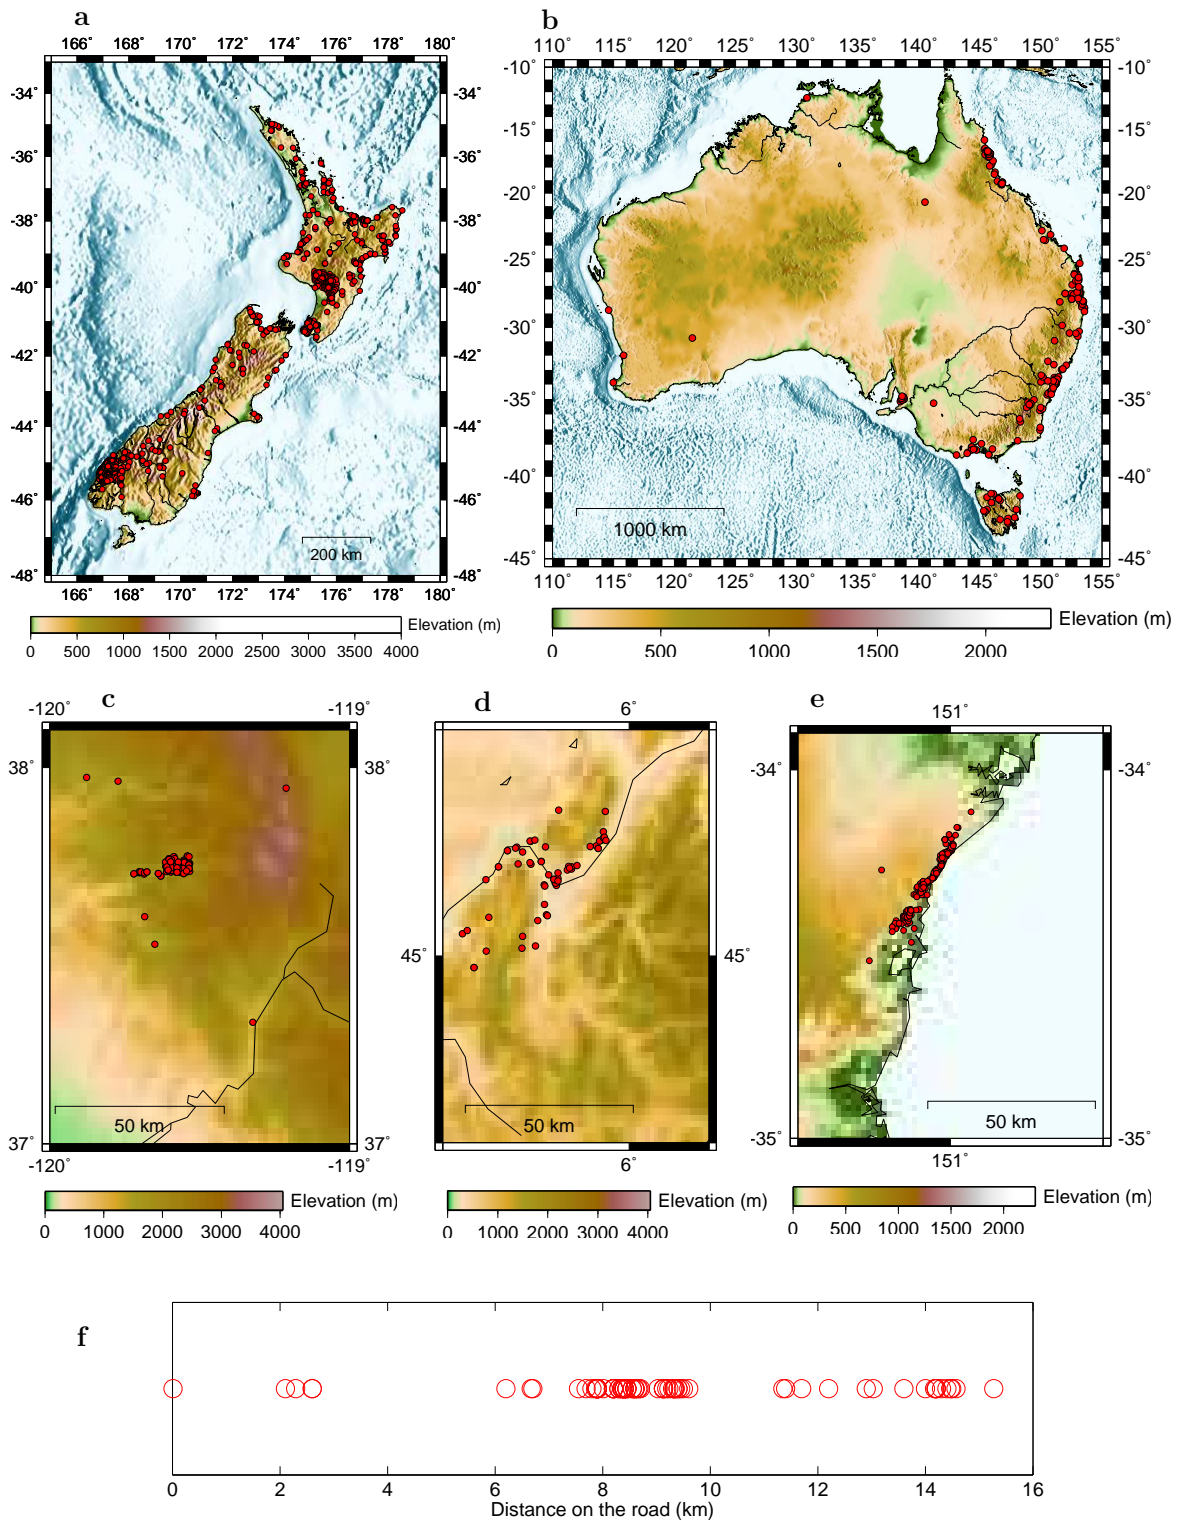 a
166˚ 168˚ 170˚ 172˚ 174˚ 176˚ 178˚ 180˚
-34˚ -34˚
-36˚ -36˚
-38˚ -38˚
-40˚ -40˚
-42˚ -42˚
-44˚ -44˚
-46˚ -46˚
200 km
-48˚ -48˚
166˚ 168˚ 170˚ 172˚ 174˚ 176˚ 178˚ 180˚
Elevation (m)
0 500 1000 1500 2000 2500 3000 3500 4000
b
110˚ 115˚ 120˚ 125˚ 130˚ 135˚ 140˚ 145˚ 150˚ 155˚
-10˚ -10˚
-15˚ -15˚
-20˚ -20˚
-25˚ -25˚
-30˚ -30˚
-35˚ -35˚
-40˚ -40˚
1000 km
-45˚ -45˚
110˚ 115˚ 120˚ 125˚ 130˚ 135˚ 140˚ 145˚ 150˚ 155˚
Elevation (m)
0 500 1000 1500 2000
c
-120˚ -119˚
38˚ 38˚
50 km
37˚ 37˚
-120˚ -119˚
Elevation (m)
0 1000 2000 3000 4000
d
6˚
45˚ 45˚
50 km
6˚
Elevation (m)
0 1000 2000 3000 4000
e
151˚
-34˚ -34˚
50 km
-35˚ -35˚
151˚
Elevation (m)
0 500 1000 1500 2000
f
0 2 4 6 8 10 12 14 16
Distance on the road (km)